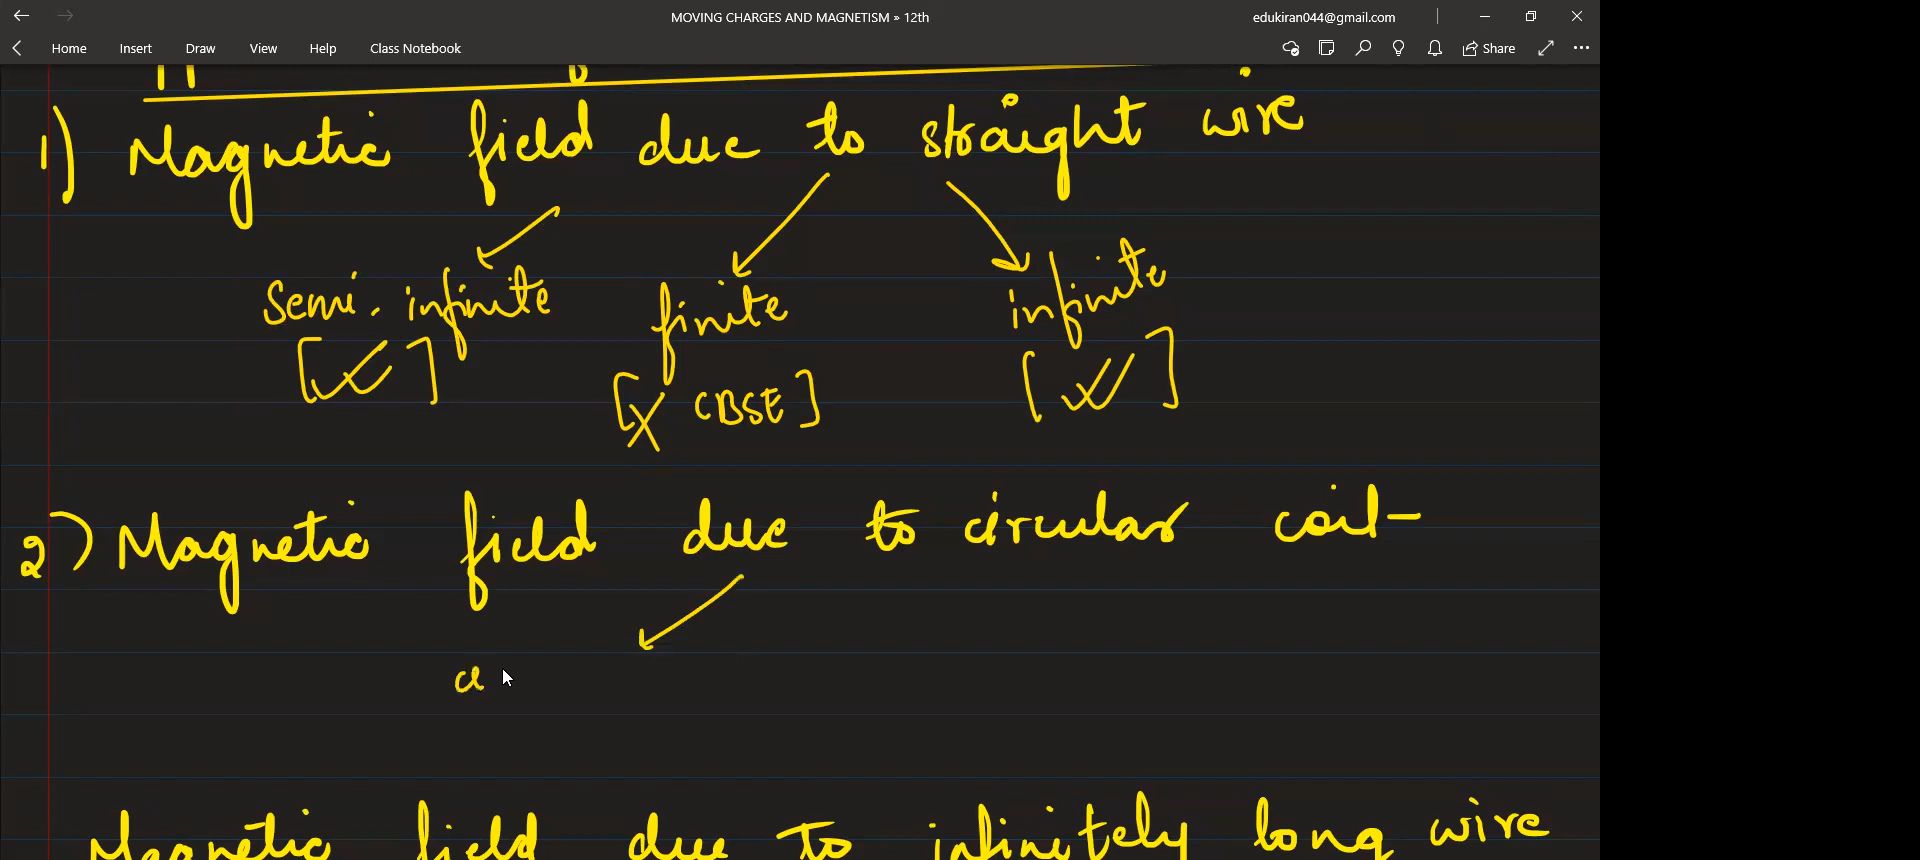 MOVING CHARGES AND MAGNETISM » 12th edukiran044@gmail.com
Home Insert Draw View Help Class Notebook Share
1) Magnetic field due to straight wire
Semi-infinite finite infinite
[✓✓] [X CBSE] [✓✓]
2) Magnetic field due to circular coil-
a
Magnetic field due to infinitely long wire